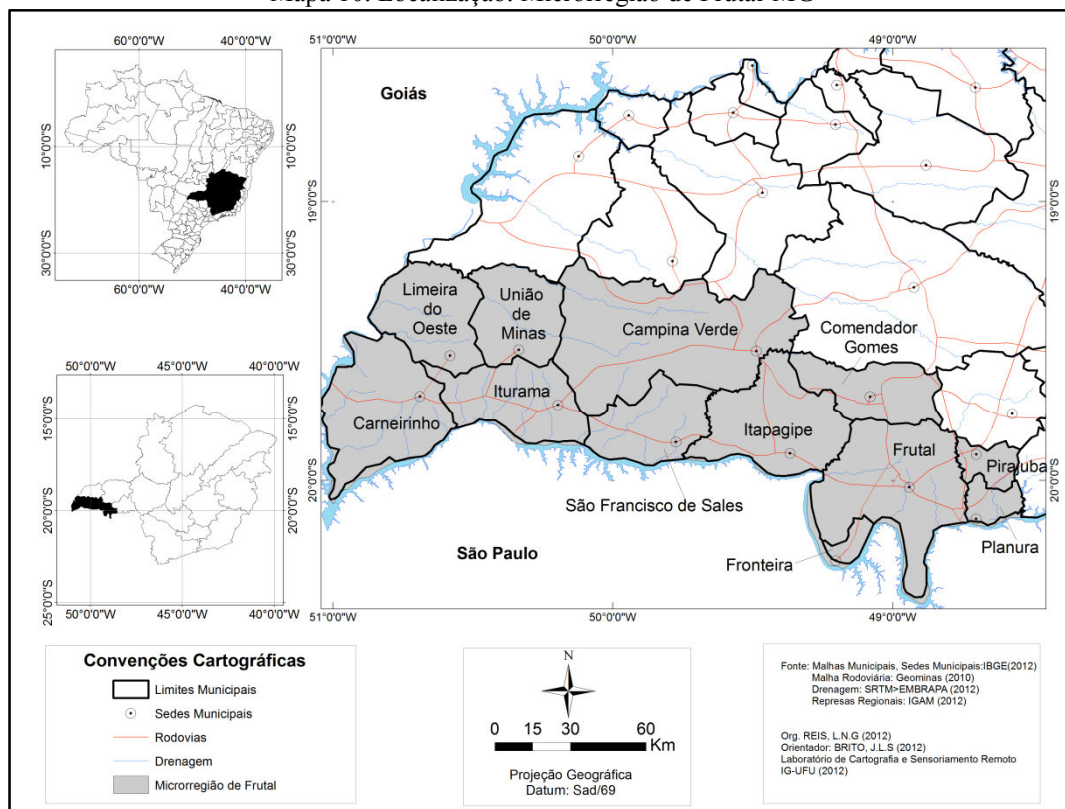 Mapa 10: Localização: Microrregião de Frutal-MG
60°0'0"W
40°0'0"W
10°0'0"S
30°0'0"S
10°0'0"S
30°0'0"S
60°0'0"W
40°0'0"W
50°0'0"W
45°0'0"W
40°0'0"W
15°0'0"S
20°0'0"S
25°0'0"S
15°0'0"S
20°0'0"S
25°0'0"S
50°0'0"W
45°0'0"W
40°0'0"W
51°0'0"W
50°0'0"W
49°0'0"W
19°0'0"S
20°0'0"S
19°0'0"S
20°0'0"S
51°0'0"W
50°0'0"W
49°0'0"W
Goiás
Limeira
do
Oeste
União
de
Minas
Campina Verde
Comendador
Gomes
Carneirinho
Iturama
Itapagipe
Frutal
Pirajuba
São Francisco de Sales
São Paulo
Fronteira
Planura
Convenções Cartográficas
Limites Municipais
Sedes Municipais
Rodovias
Drenagem
Microrregião de Frutal
N
0 15 30 60
Km
Projeção Geográfica
Datum: Sad/69
Fonte: Malhas Municipais, Sedes Municipais:IBGE(2012)
Malha Rodoviária: Geominas (2010)
Drenagem: SRTM>EMBRAPA (2012)
Represas Regionais: IGAM (2012)
Org. REIS, L.N.G (2012)
Orientador: BRITO, J.L.S (2012)
Laboratório de Cartografia e Sensoriamento Remoto
IG-UFU (2012)